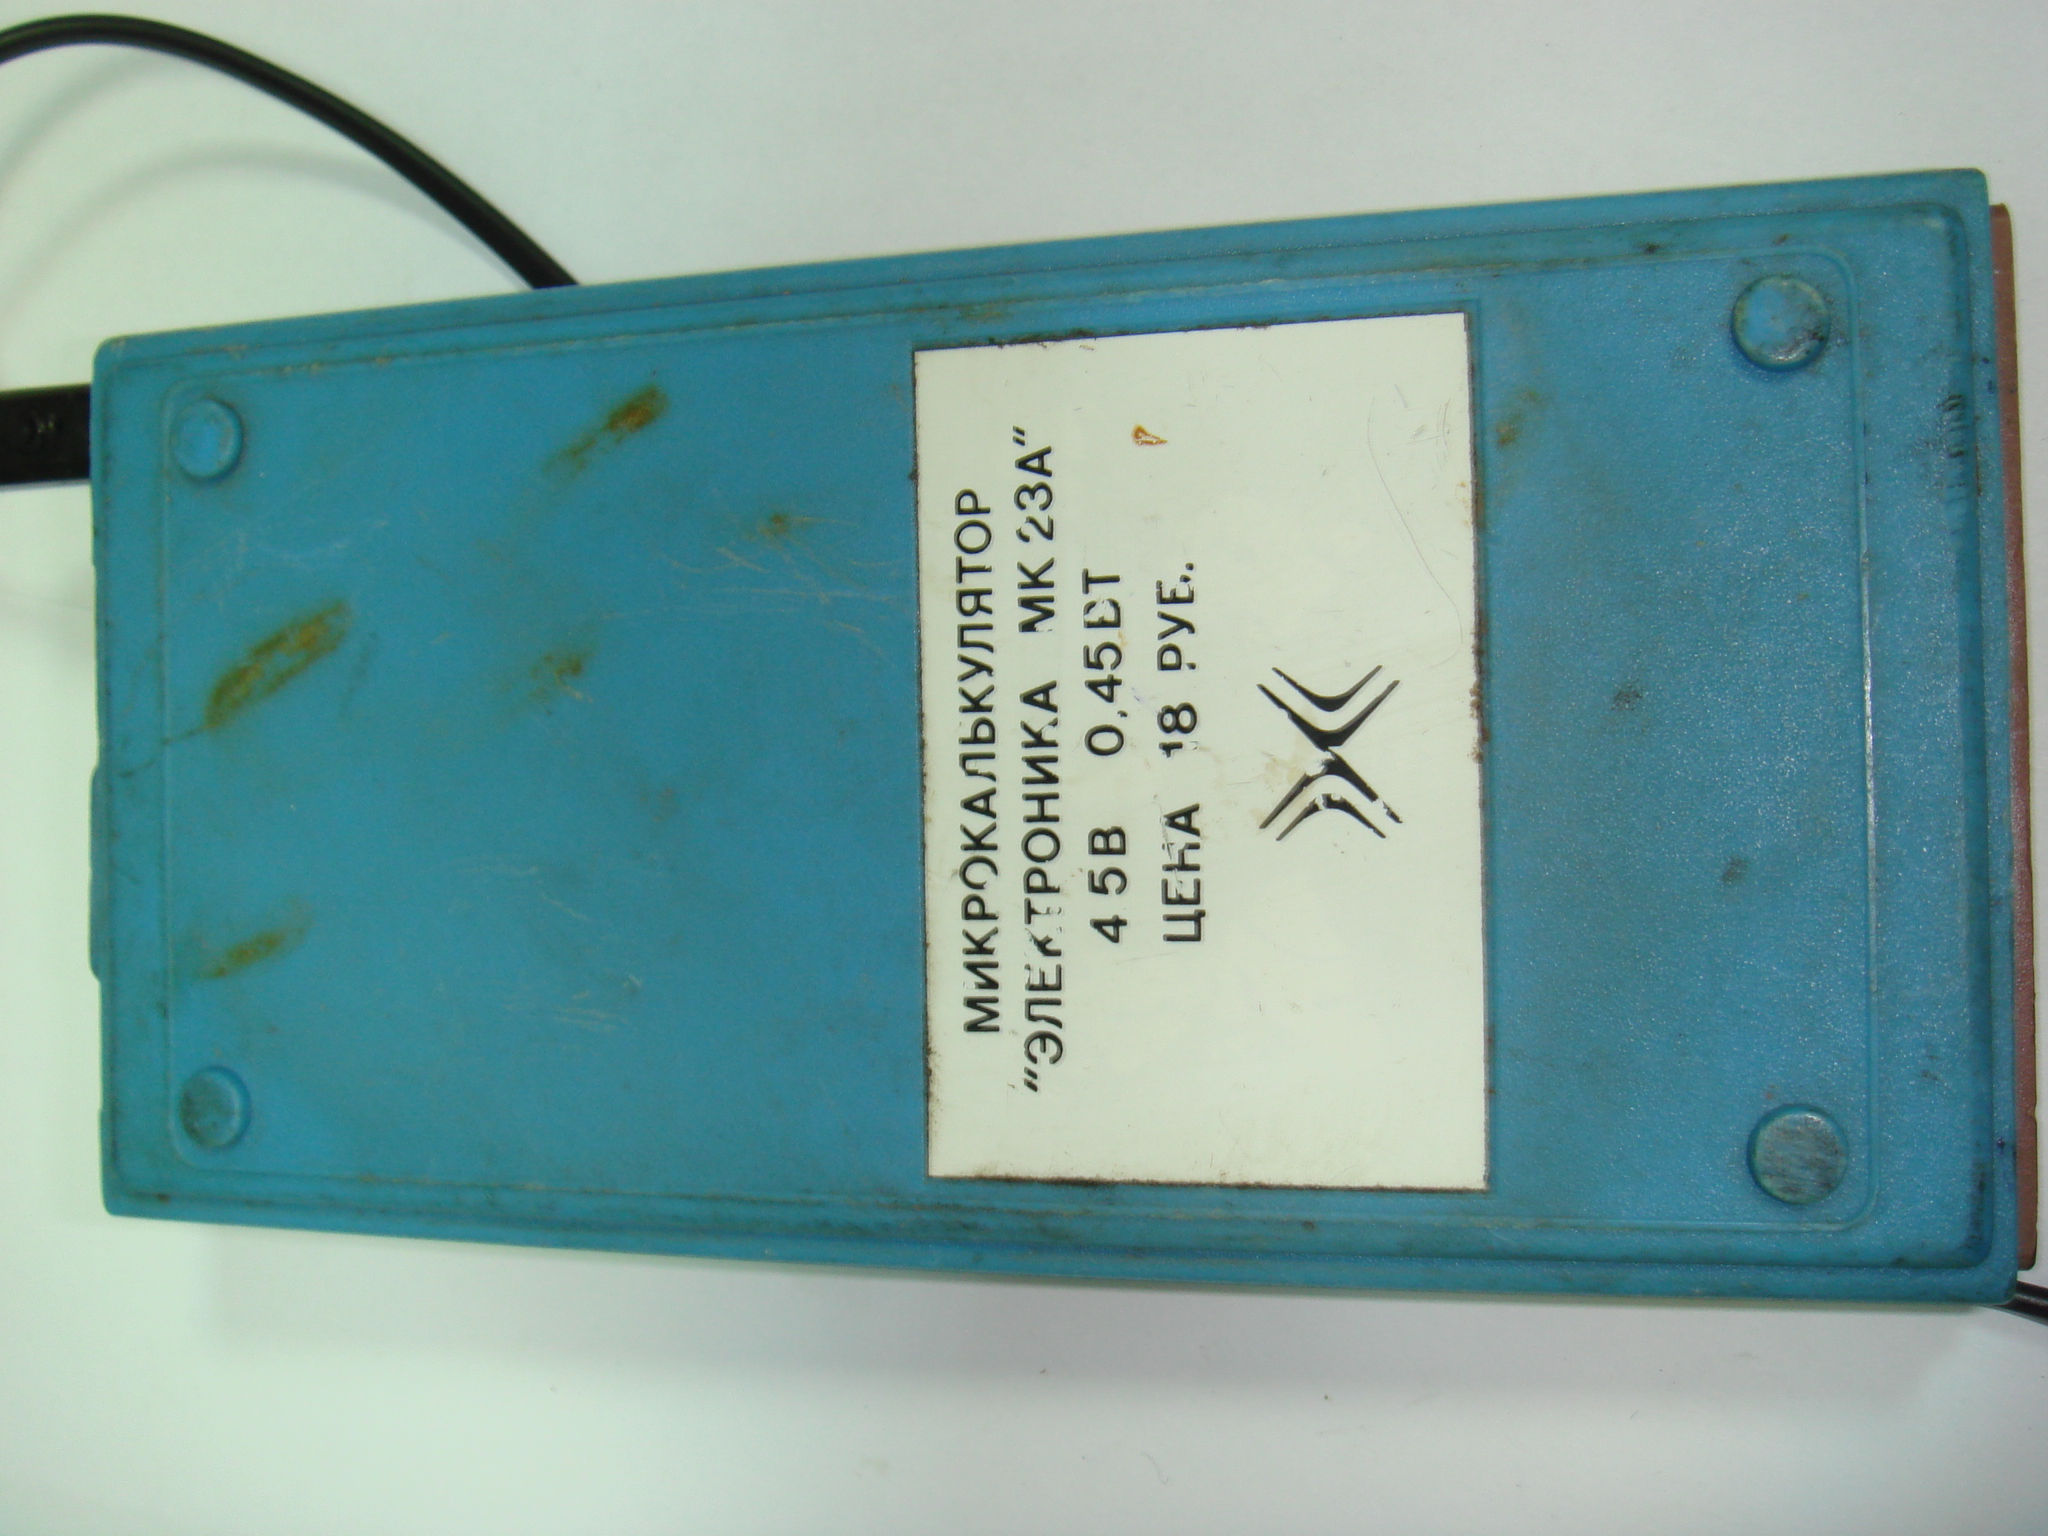 МИКРОКАЛЬКУЛЯТОР
"ЭЛЕКТРОНИКА МК 23А"
4 5В 0,45ВТ
ЦЕНА 18 РУБ.